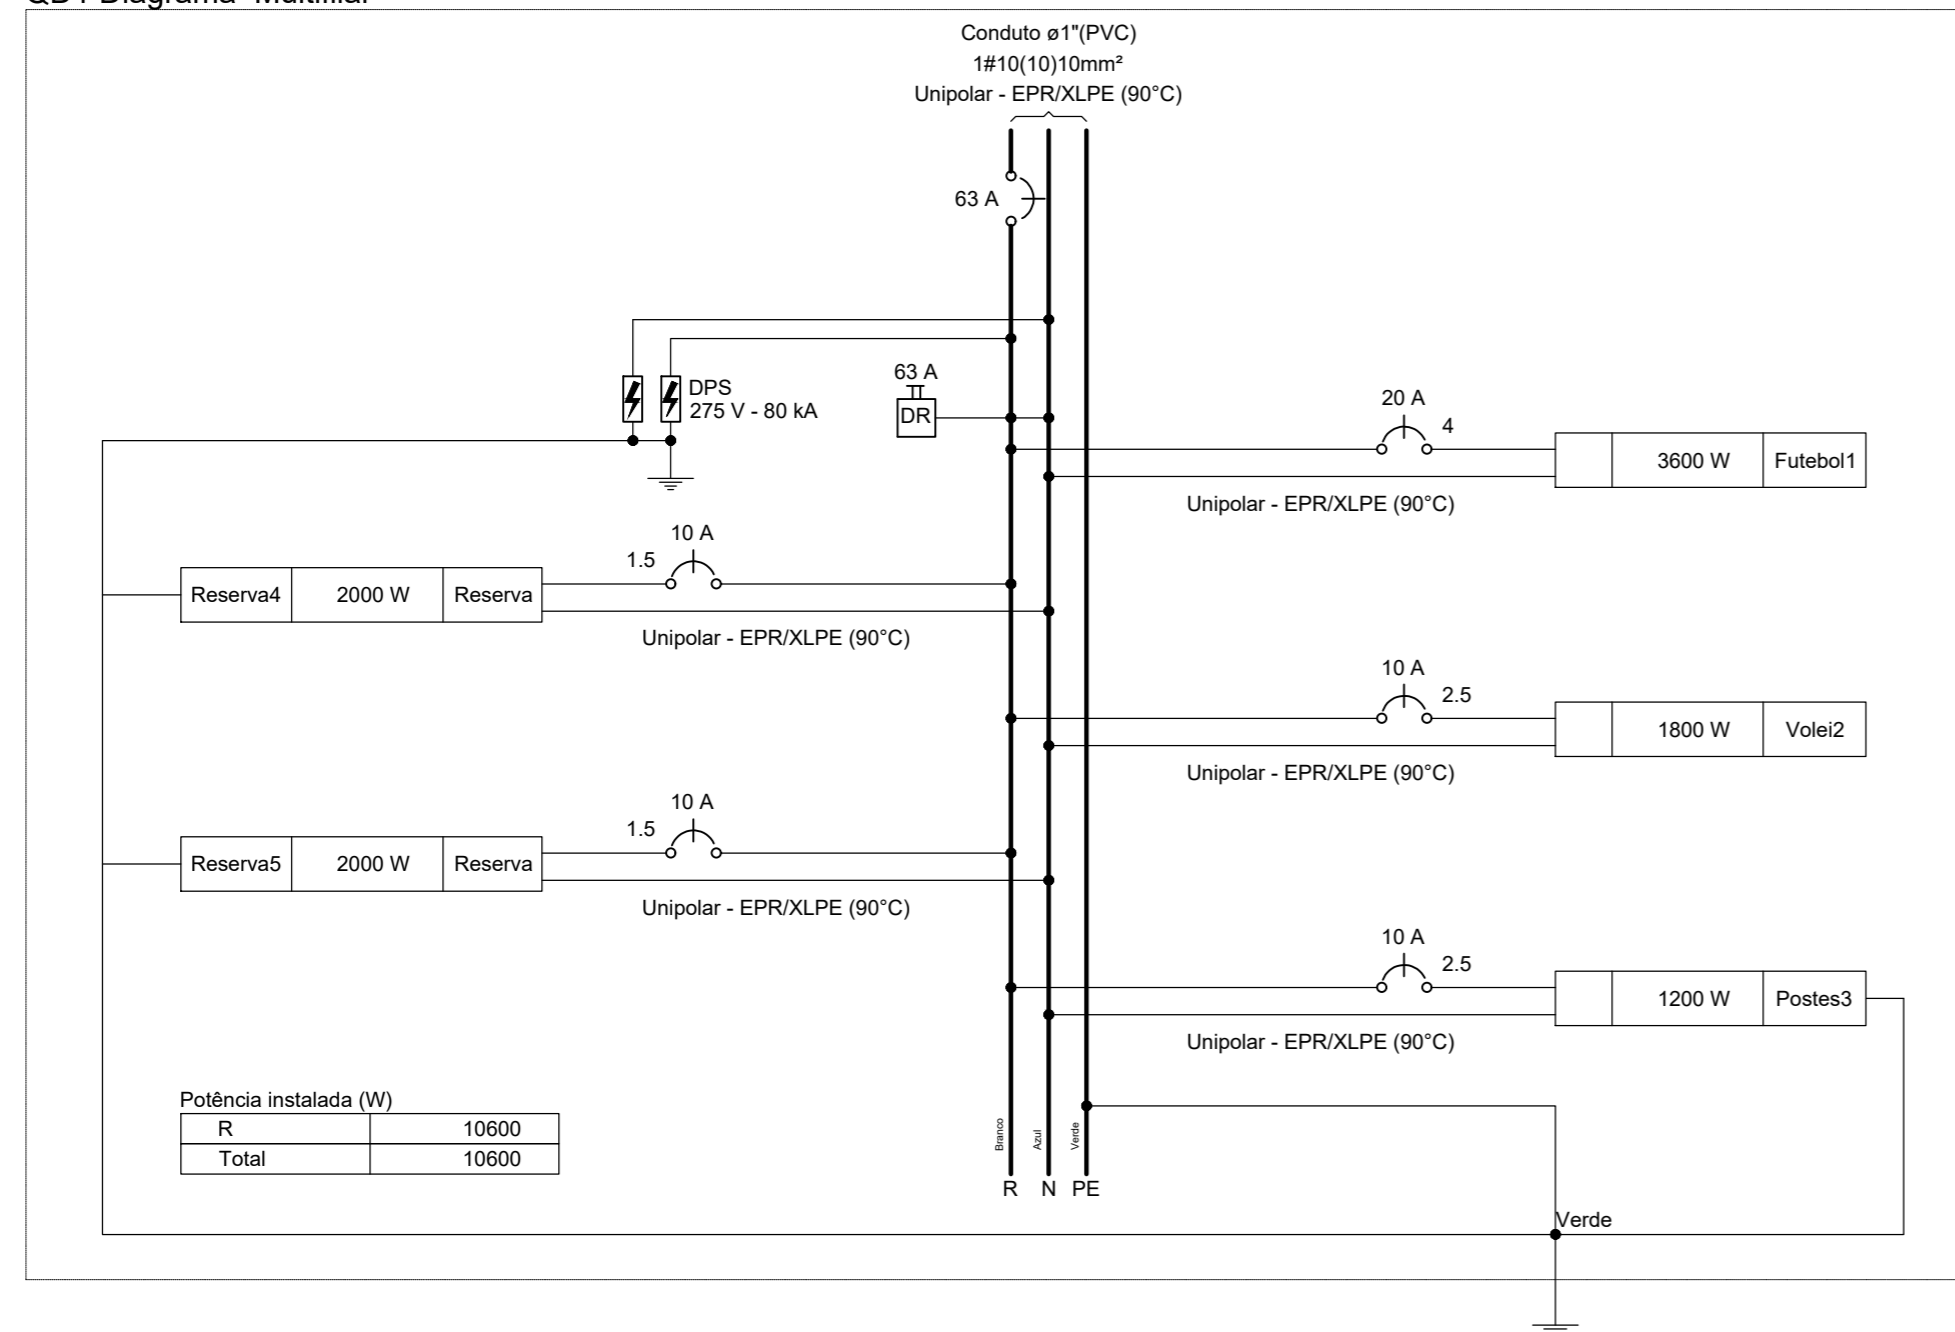 QD1 Diagrama Multifilar
Conduto ø1"(PVC)
1#10(10)10mm²
Unipolar - EPR/XLPE (90°C)
63 A
DPS
275 V - 80 kA
63 A
DR
20 A
4
3600 W
Futebol1
Unipolar - EPR/XLPE (90°C)
10 A
1.5
Reserva4
2000 W
Reserva
Unipolar - EPR/XLPE (90°C)
10 A
2.5
1800 W
Volei2
Unipolar - EPR/XLPE (90°C)
10 A
1.5
Reserva5
2000 W
Reserva
Unipolar - EPR/XLPE (90°C)
10 A
2.5
1200 W
Postes3
Unipolar - EPR/XLPE (90°C)
Potência instalada (W)
R 10600
Total 10600
Branco
Azul
Verde
R N PE
Verde